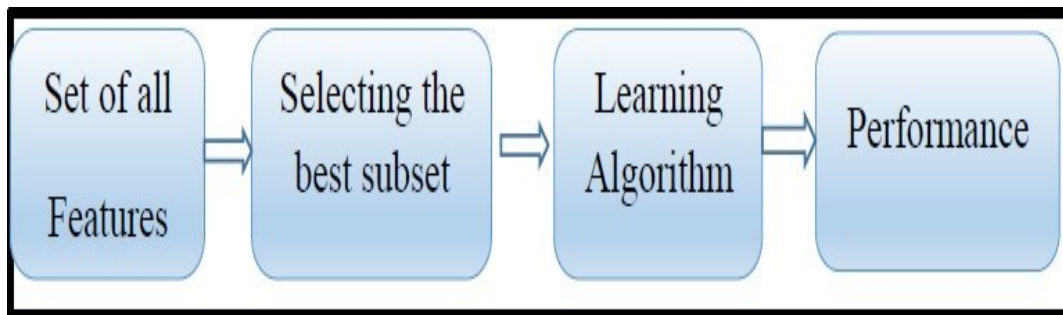 Set of all
Features
Selecting the
best subset
Learning
Algorithm
Performance